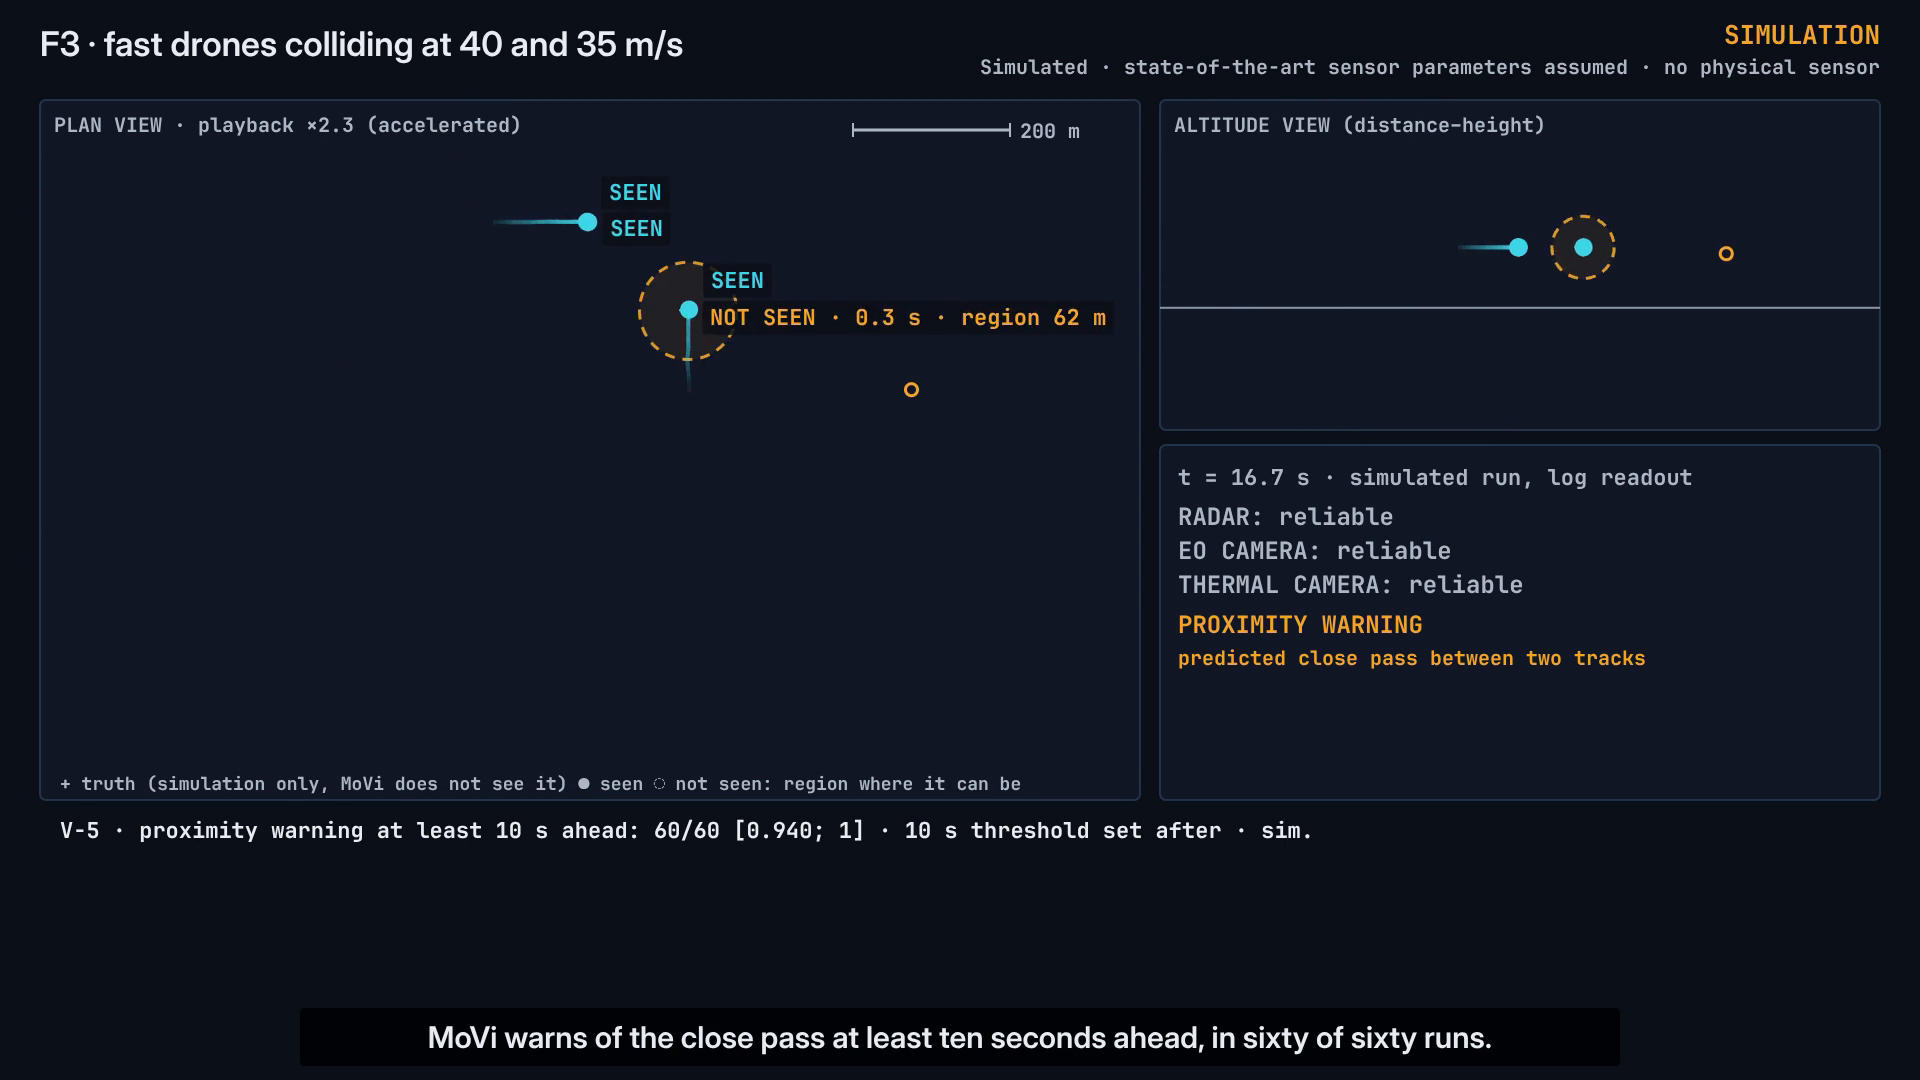 F3 · fast drones colliding at 40 and 35 m/s
SIMULATION
Simulated · state-of-the-art sensor parameters assumed · no physical sensor
PLAN VIEW · playback ×2.3 (accelerated)
200 m
SEEN
SEEN
SEEN
NOT SEEN · 0.3 s · region 62 m
+ truth (simulation only, MoVi does not see it) ● seen ◌ not seen: region where it can be
ALTITUDE VIEW (distance-height)
t = 16.7 s · simulated run, log readout
RADAR: reliable
EO CAMERA: reliable
THERMAL CAMERA: reliable
PROXIMITY WARNING
predicted close pass between two tracks
V-5 · proximity warning at least 10 s ahead: 60/60 [0.940; 1] · 10 s threshold set after · sim.
MoVi warns of the close pass at least ten seconds ahead, in sixty of sixty runs.